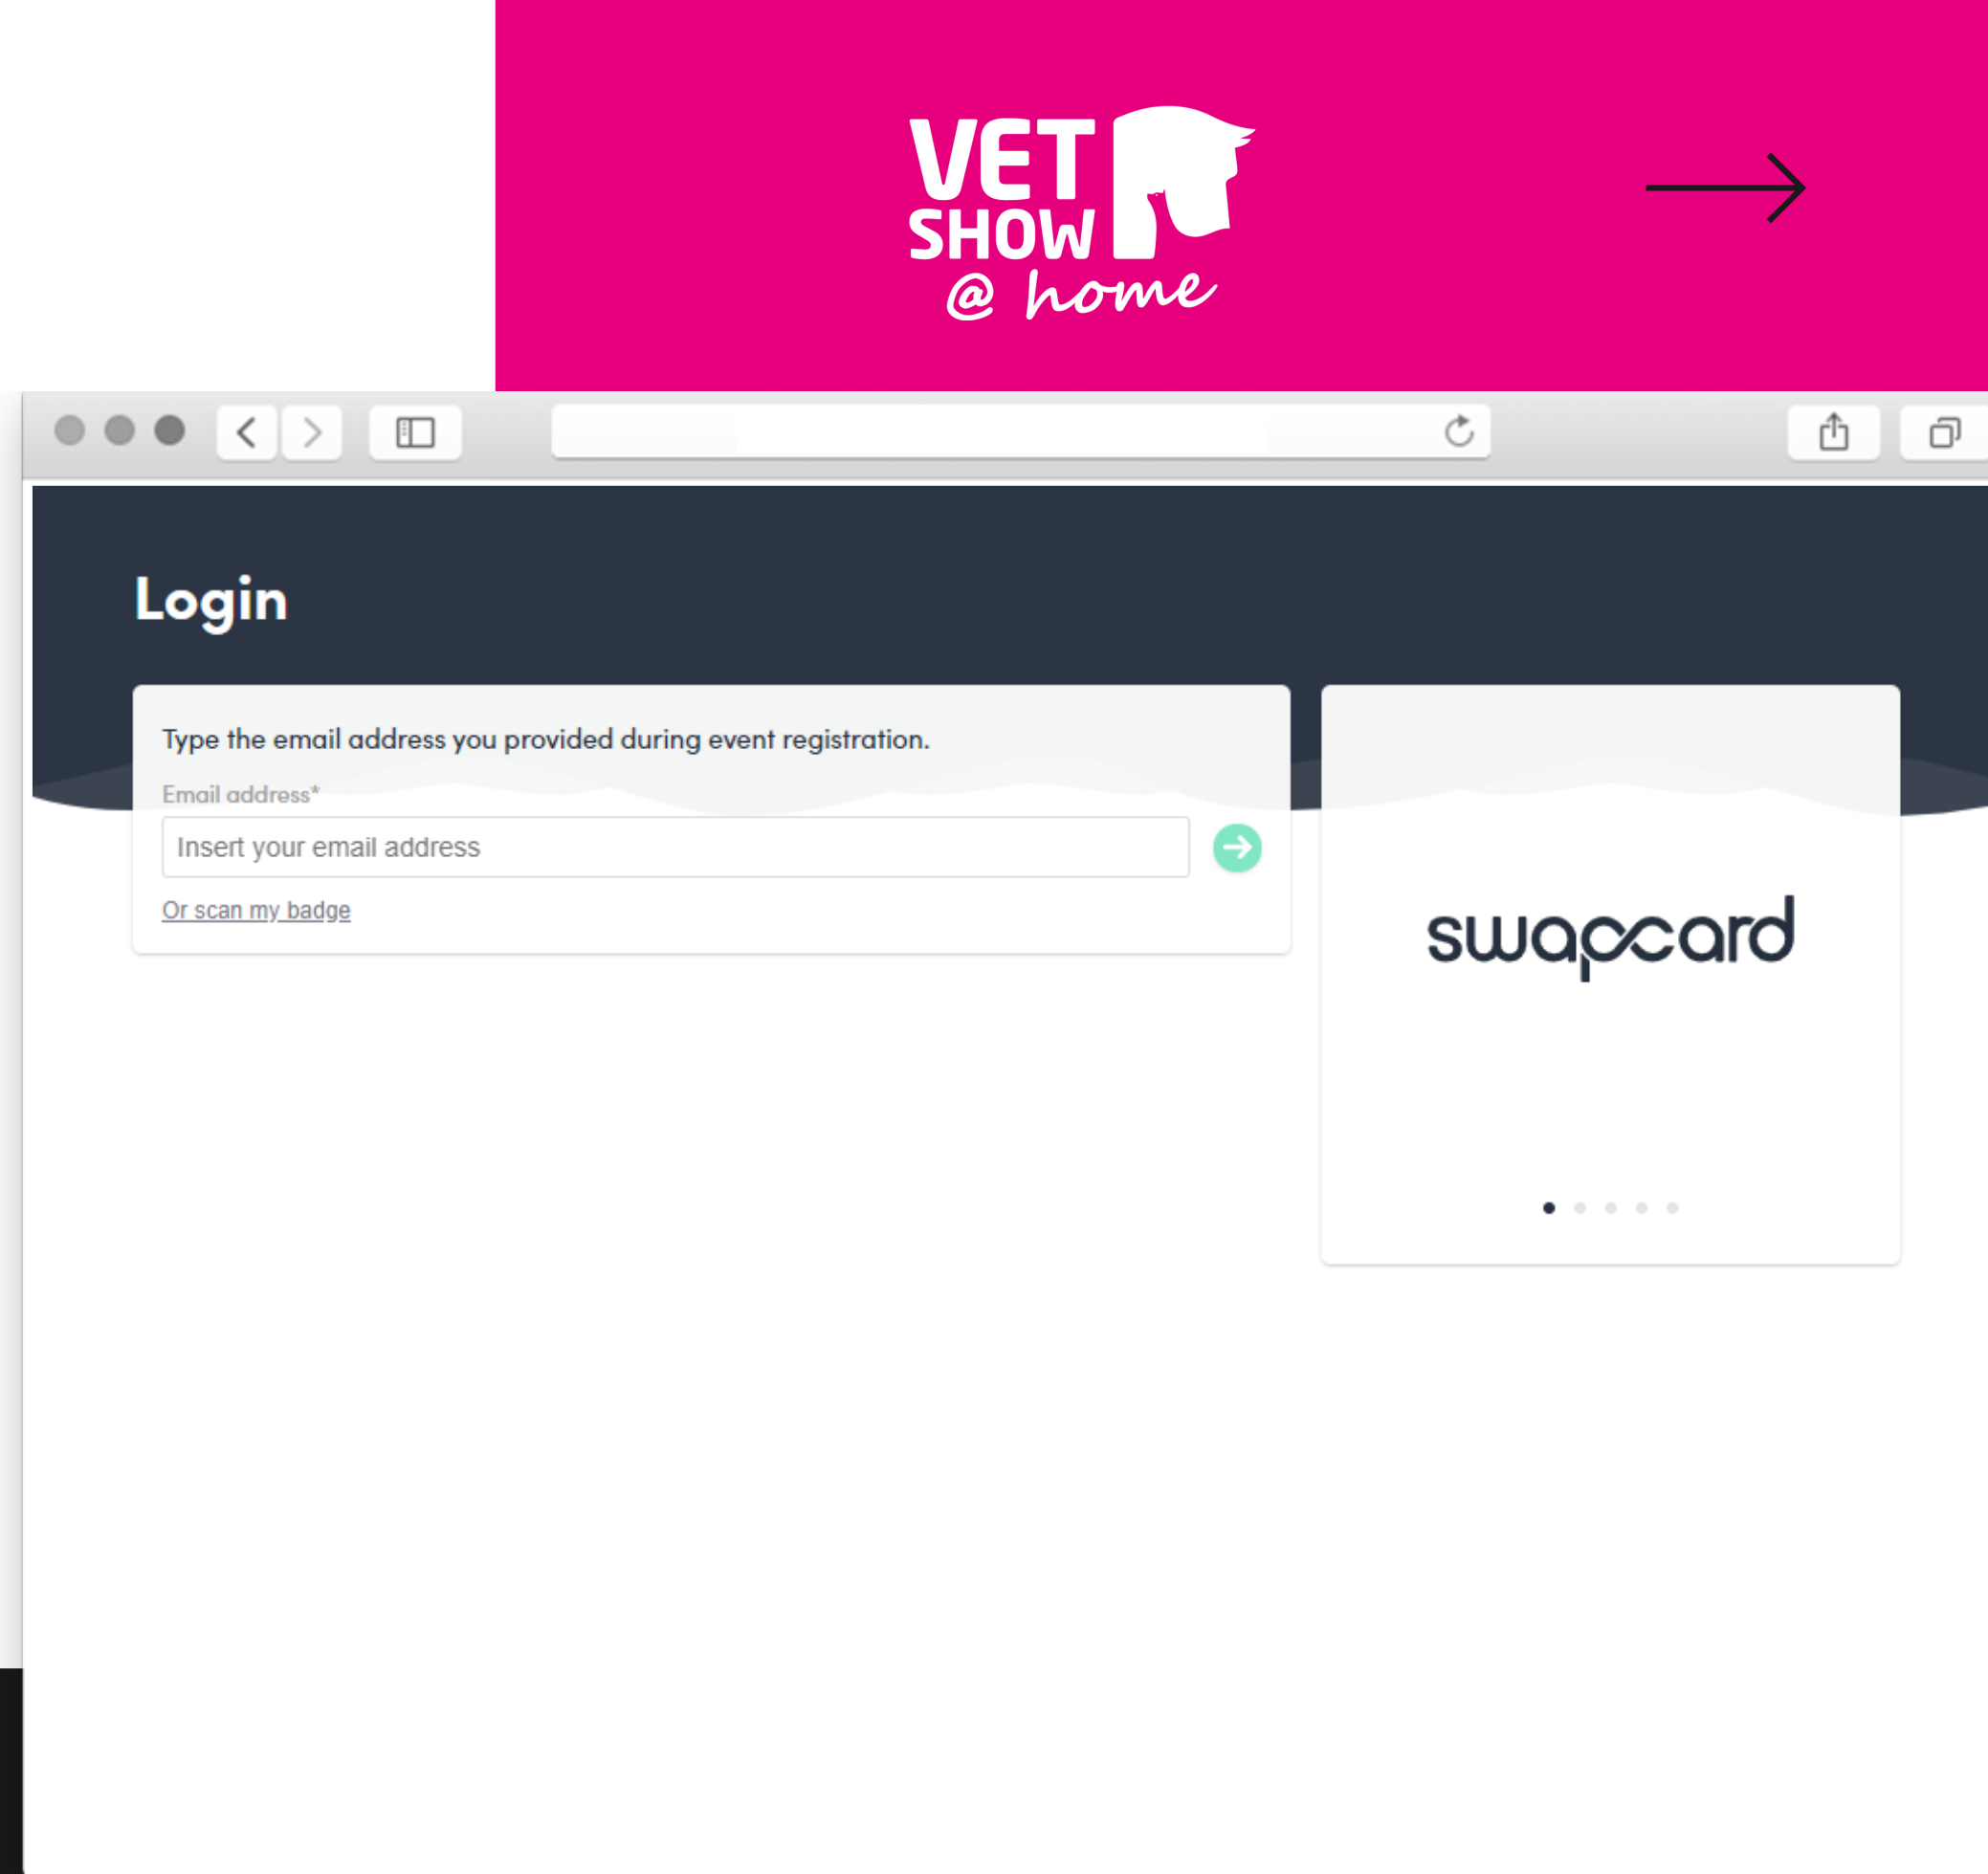 VET
SHOW
@ home
Login
Type the email address you provided during event registration.
Email address*
Insert your email address
Or scan my badge
swapcard